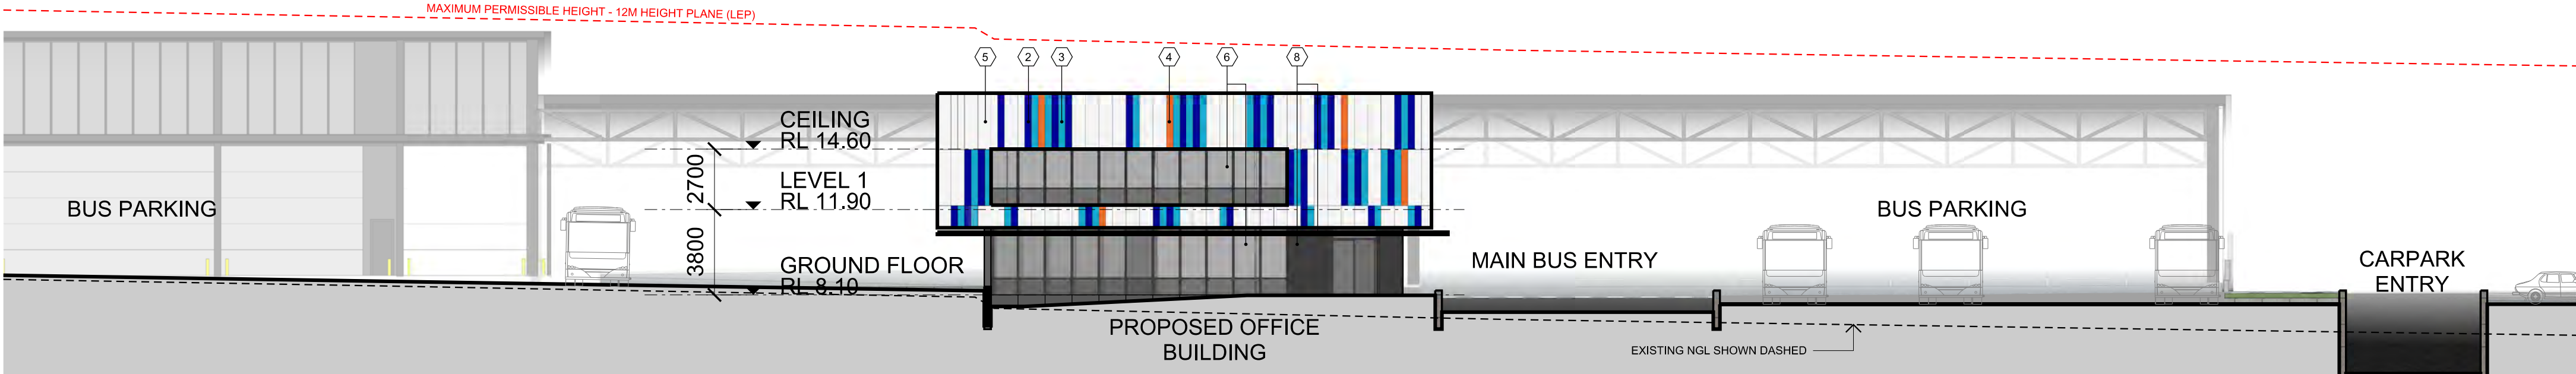 MAXIMUM PERMISSIBLE HEIGHT - 12M HEIGHT PLANE (LEP)
5
2
3
4
6
8
CEILING
RL 14.60
2700
LEVEL 1
RL 11.90
BUS PARKING
BUS PARKING
3800
GROUND FLOOR
RL 8.10
MAIN BUS ENTRY
CARPARK
ENTRY
PROPOSED OFFICE
BUILDING
EXISTING NGL SHOWN DASHED